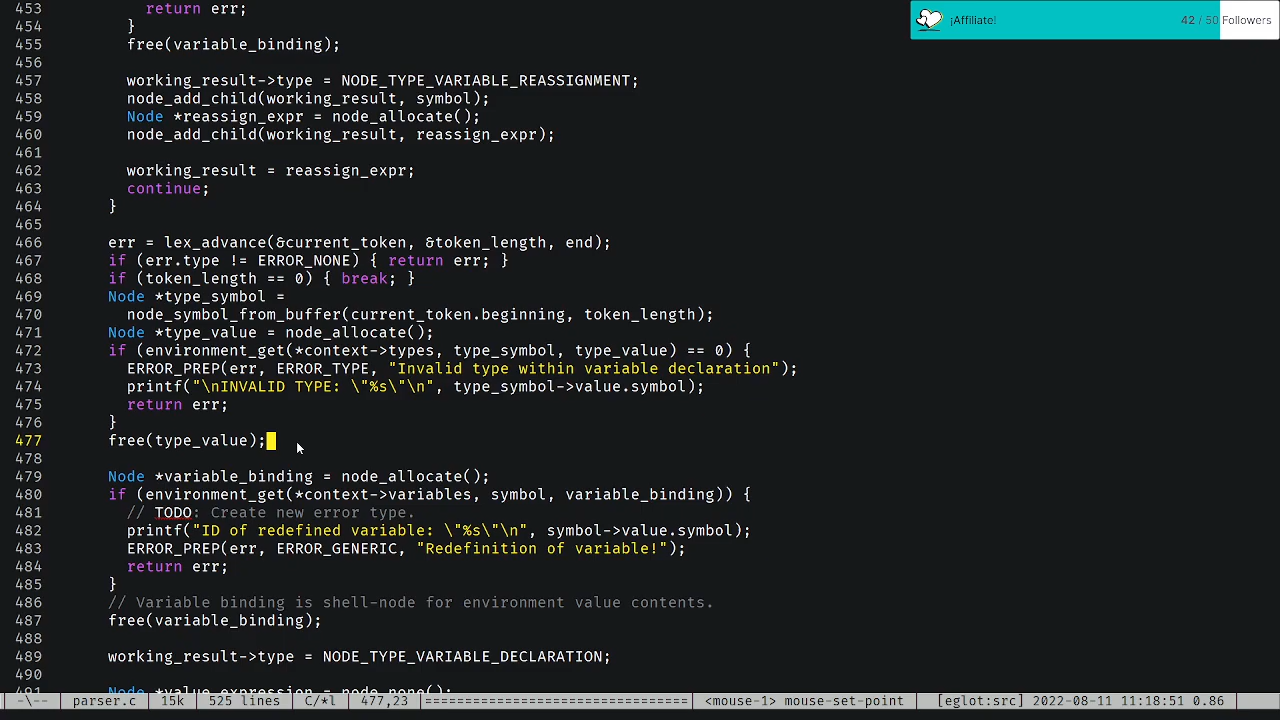 453 return err;
454 }
455 free(variable_binding);
456
457 working_result->type = NODE_TYPE_VARIABLE_REASSIGNMENT;
458 node_add_child(working_result, symbol);
459 Node *reassign_expr = node_allocate();
460 node_add_child(working_result, reassign_expr);
461
462 working_result = reassign_expr;
463 continue;
464 }
465
466 err = lex_advance(&current_token, &token_length, end);
467 if (err.type != ERROR_NONE) { return err; }
468 if (token_length == 0) { break; }
469 Node *type_symbol =
470 node_symbol_from_buffer(current_token.beginning, token_length);
471 Node *type_value = node_allocate();
472 if (environment_get(*context->types, type_symbol, type_value) == 0) {
473 ERROR_PREP(err, ERROR_TYPE, "Invalid type within variable declaration");
474 printf("\nINVALID TYPE: \"%s\"\n", type_symbol->value.symbol);
475 return err;
476 }
477 free(type_value);
478
479 Node *variable_binding = node_allocate();
480 if (environment_get(*context->variables, symbol, variable_binding)) {
481 // TODO: Create new error type.
482 printf("ID of redefined variable: \"%s\"\n", symbol->value.symbol);
483 ERROR_PREP(err, ERROR_GENERIC, "Redefinition of variable!");
484 return err;
485 }
486 // Variable binding is shell-node for environment value contents.
487 free(variable_binding);
488
489 working_result->type = NODE_TYPE_VARIABLE_DECLARATION;
490
491 Node *value_expression = node_none();
-\-- parser.c 15k 525 lines C/*l 477,23 ============================ <mouse-1> mouse-set-point [eglot:src] 2022-08-11 11:18:51 0.86
¡Affiliate! 42 / 50 Followers